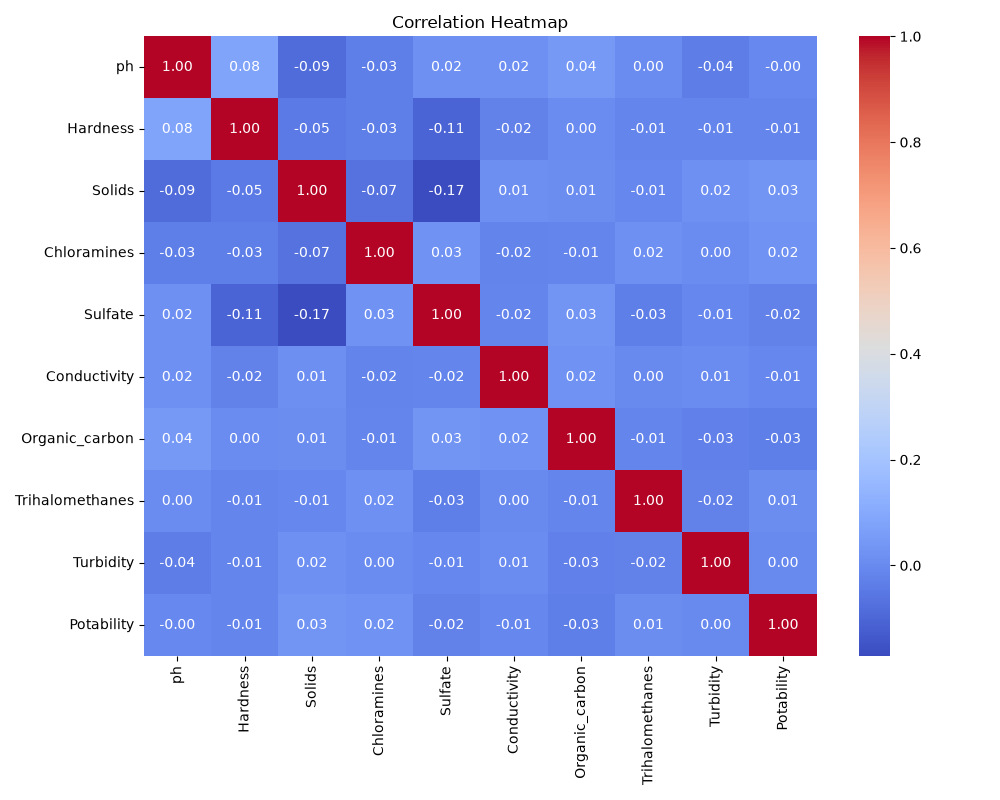 Correlation Heatmap
ph 1.00 0.08 -0.09 -0.03 0.02 0.02 0.04 0.00 -0.04 -0.00
Hardness 0.08 1.00 -0.05 -0.03 -0.11 -0.02 0.00 -0.01 -0.01 -0.01
Solids -0.09 -0.05 1.00 -0.07 -0.17 0.01 0.01 -0.01 0.02 0.03
Chloramines -0.03 -0.03 -0.07 1.00 0.03 -0.02 -0.01 0.02 0.00 0.02
Sulfate 0.02 -0.11 -0.17 0.03 1.00 -0.02 0.03 -0.03 -0.01 -0.02
Conductivity 0.02 -0.02 0.01 -0.02 -0.02 1.00 0.02 0.00 0.01 -0.01
Organic_carbon 0.04 0.00 0.01 -0.01 0.03 0.02 1.00 -0.01 -0.03 -0.03
Trihalomethanes 0.00 -0.01 -0.01 0.02 -0.03 0.00 -0.01 1.00 -0.02 0.01
Turbidity -0.04 -0.01 0.02 0.00 -0.01 0.01 -0.03 -0.02 1.00 0.00
Potability -0.00 -0.01 0.03 0.02 -0.02 -0.01 -0.03 0.01 0.00 1.00
ph
Hardness
Solids
Chloramines
Sulfate
Conductivity
Organic_carbon
Trihalomethanes
Turbidity
Potability
1.0
0.8
0.6
0.4
0.2
0.0